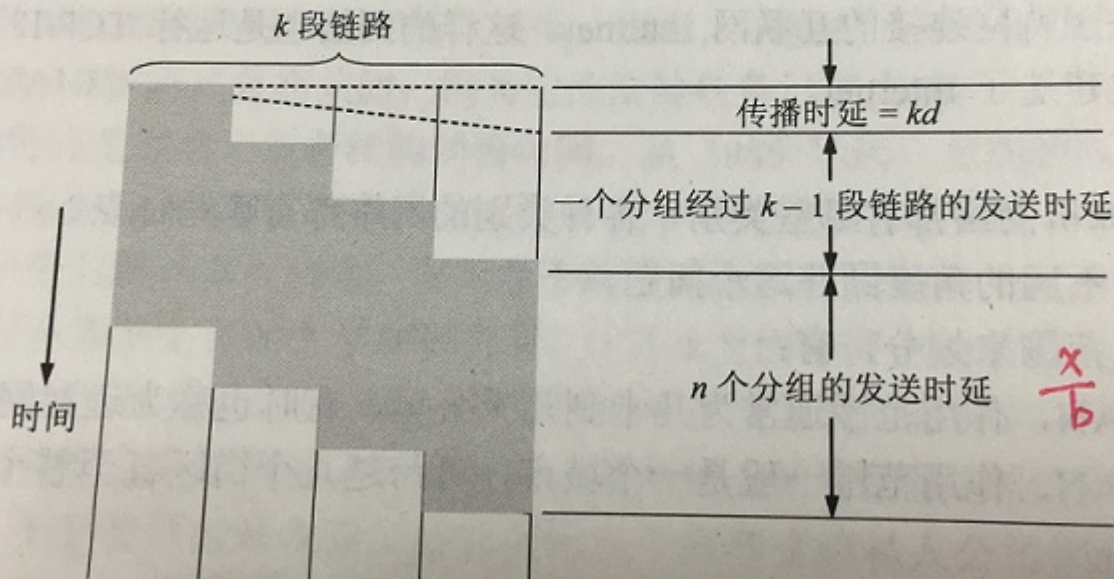 k 段链路
传播时延 = kd
一个分组经过 k − 1 段链路的发送时延
n 个分组的发送时延
x
b
时间